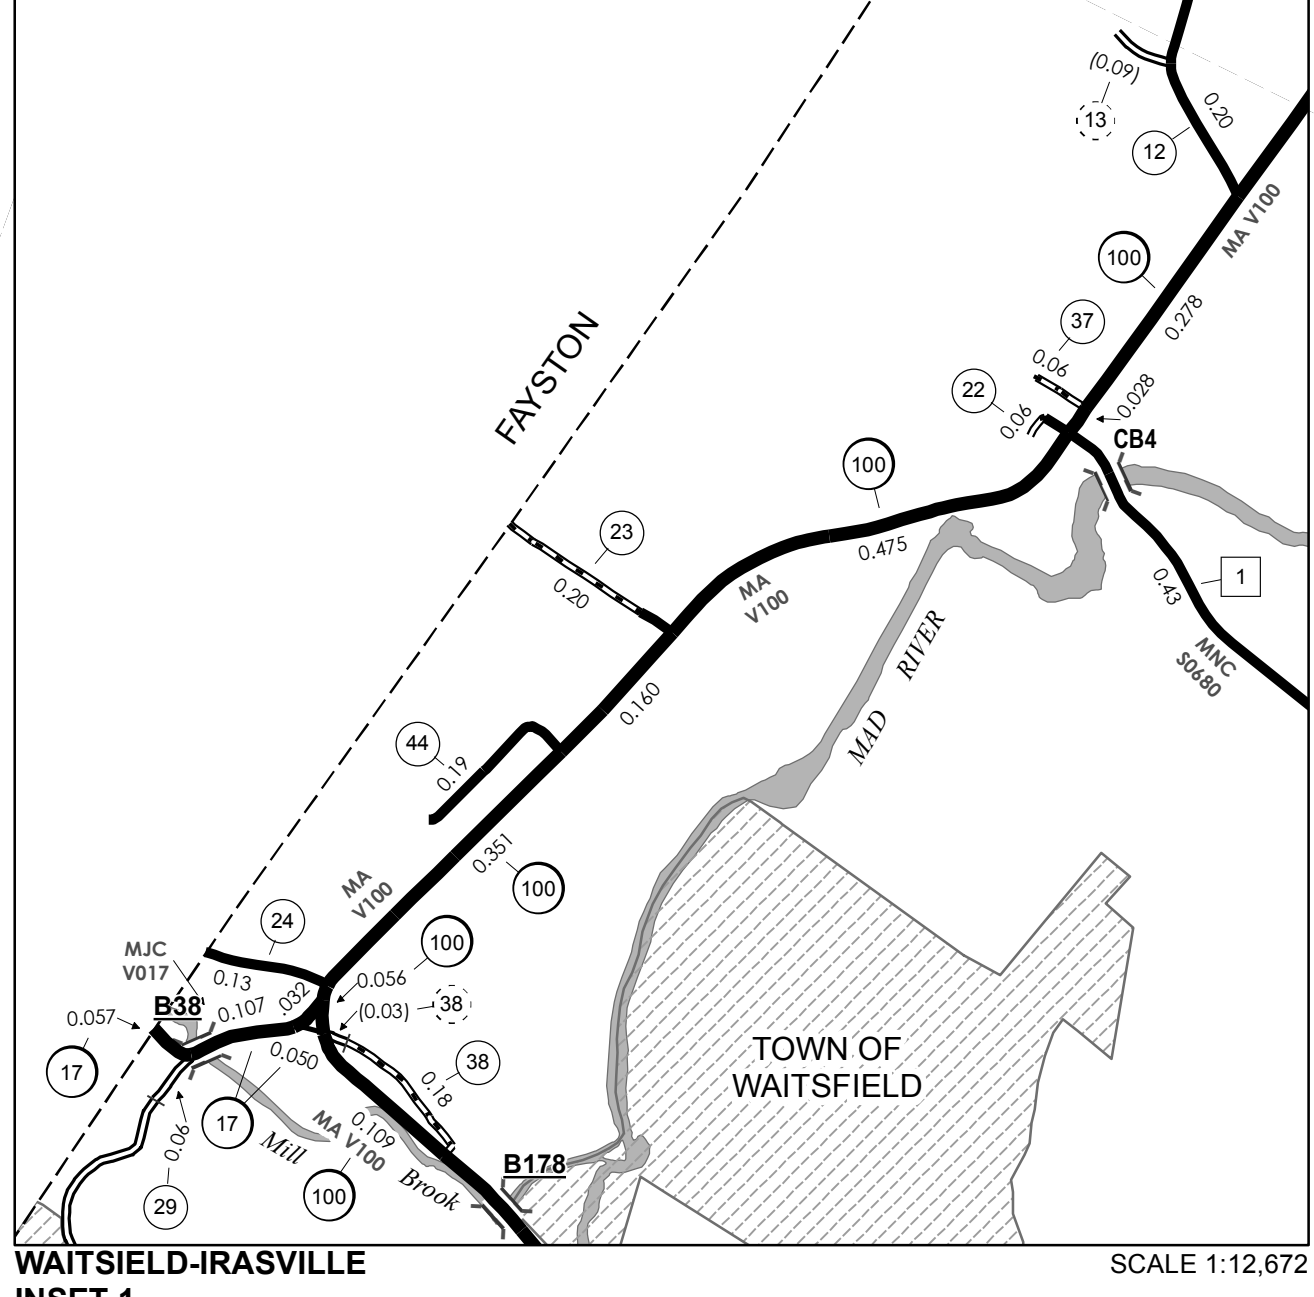 (0.09)
13
0.20
12
MA V100
100
0.278
37
0.06
0.028
22
0.06
CB4
FAYSTON
100
0.475
23
0.20
MA
V100
0.43
1
MNC
S0680
MAD RIVER
0.160
44
0.19
0.351
100
MA
V100
24
0.13
100
0.056
(0.03)
38
MJC
V017
B38
0.107
.032
0.057
17
0.050
38
0.18
17
0.06
29
Mill Brook
MA V100
0.109
100
B178
TOWN OF
WAITSFIELD
WAITSIELD-IRASVILLE
SCALE 1:12,672
INSET 1